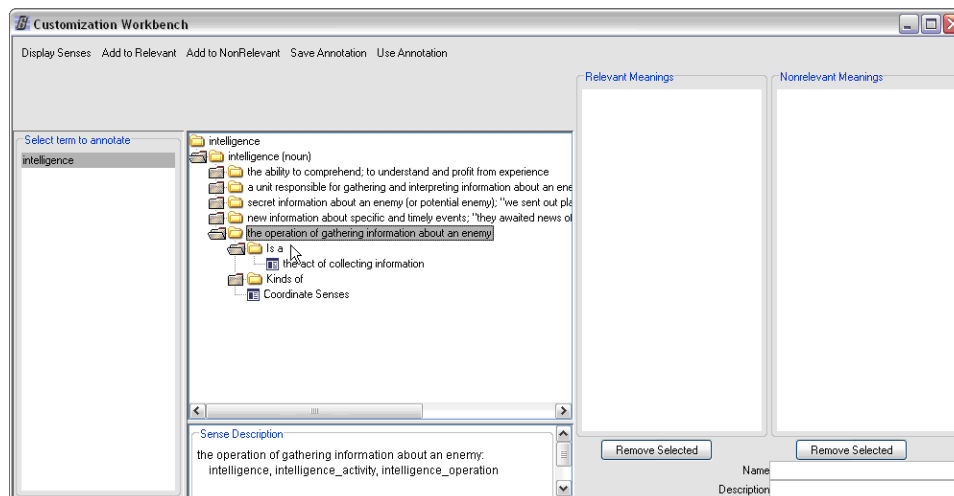 Customization Workbench
Display Senses Add to Relevant Add to NonRelevant Save Annotation Use Annotation
Relevant Meanings
Nonrelevant Meanings
Select term to annotate
intelligence
intelligence
intelligence (noun)
the ability to comprehend; to understand and profit from experience
a unit responsible for gathering and interpreting information about an ene
secret information about an enemy (or potential enemy); "we sent out pla
new information about specific and timely events; "they awaited news of
the operation of gathering information about an enemy
Is a
the act of collecting information
Kinds of
Coordinate Senses
Sense Description
the operation of gathering information about an enemy:
intelligence, intelligence_activity, intelligence_operation
Remove Selected
Remove Selected
Name
Description